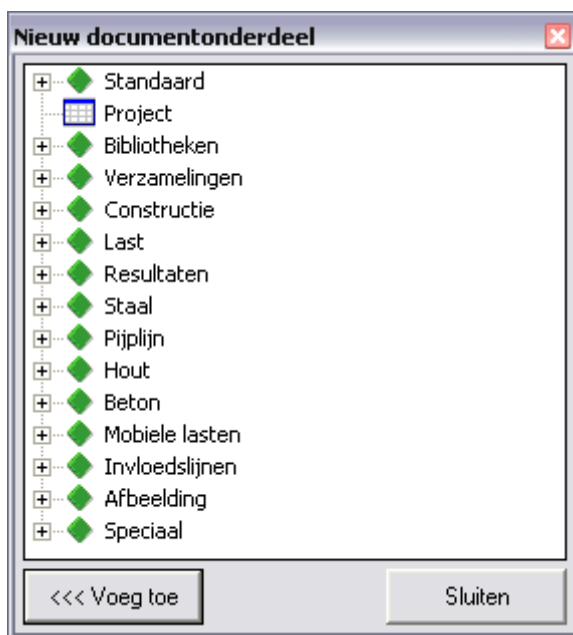 Nieuw documentonderdeel
Standaard
Project
Bibliotheken
Verzamelingen
Constructie
Last
Resultaten
Staal
Pijplijn
Hout
Beton
Mobiele lasten
Invloedslijnen
Afbeelding
Speciaal
<<< Voeg toe
Sluiten